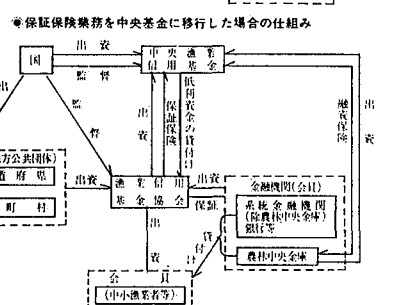 ◉保証保険業務を中央基金に移行した場合の仕組み
出資
国
監督
中央漁業
信用基金
出
監督
出資
保証保険
低利資金の貸付け
融資保険
出資
方公共団体
道府県
町村
出資
漁業信用
基金協会
出資
保証
金融機関(会員)
系統金融機関
(除農林中央金庫)
銀行等
農林中央金庫
貸付け
出資
会員
(中小漁業者等)